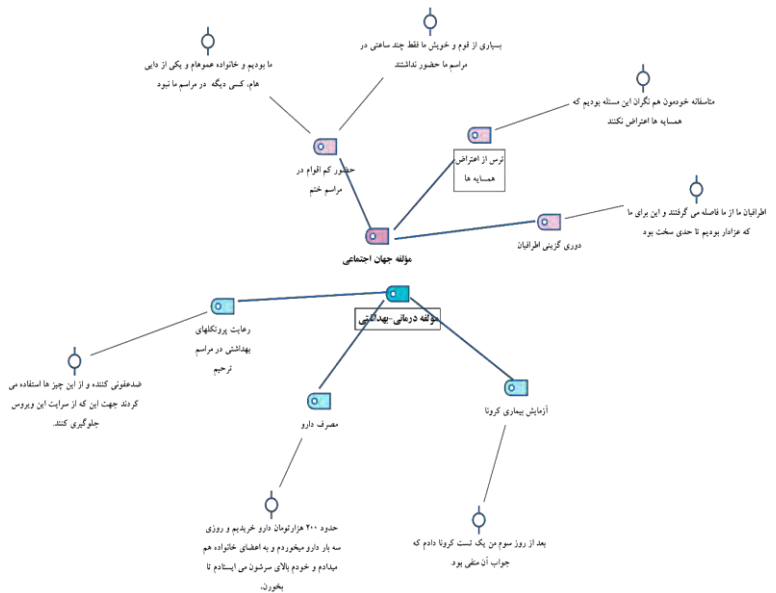 بسیاری از قوم و خویش ما فقط چند ساعتی در
مراسم ما حضور نداشتند
ما بودیم و خانواده عموهام و یکی از دایی
هام، کسی دیگه در مراسم ما نبود
متاسفانه خودمون هم نگران این مسئله بودیم که
همسایه ها اعتراض نکنند
حضور کم اقوام در
مراسم ختم
ترس از اعتراض
همسایه ها
اطرافیان ما از ما فاصله می گرفتند و این برای ما
که عزادار بودیم تا حدی سخت بود
دوری گزینی اطرافیان
مؤلفه جهان اجتماعی
مؤلفه درمانی-بهداشتی
رعایت پروتکلهای
بهداشتی در مراسم
ترحیم
ضدعفونی کننده و از این چیز ها استفاده می
کردند جهت این که از سرایت این ویروس
جلوگیری کنند.
مصرف دارو
آزمایش بیماری کرونا
حدود ۲۰۰ هزارتومان دارو خریدیم و روزی
سه بار دارو میخوردم و به اعضای خانواده هم
میدادم و خودم بالای سرشون می ایستادم تا
بخورن.
بعد از روز سوم من یک تست کرونا دادم که
جواب آن منفی بود.